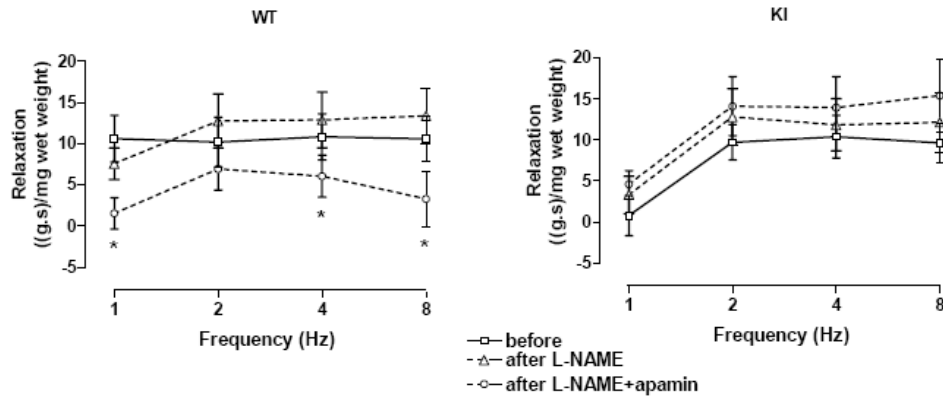 WT
Relaxation
((g.s)/mg wet weight)
20
15
10
5
0
-5
*
*
*
1
2
4
8
Frequency (Hz)
KI
Relaxation
((g.s)/mg wet weight)
20
15
10
5
0
-5
1
2
4
8
Frequency (Hz)
before
after L-NAME
after L-NAME+apamin